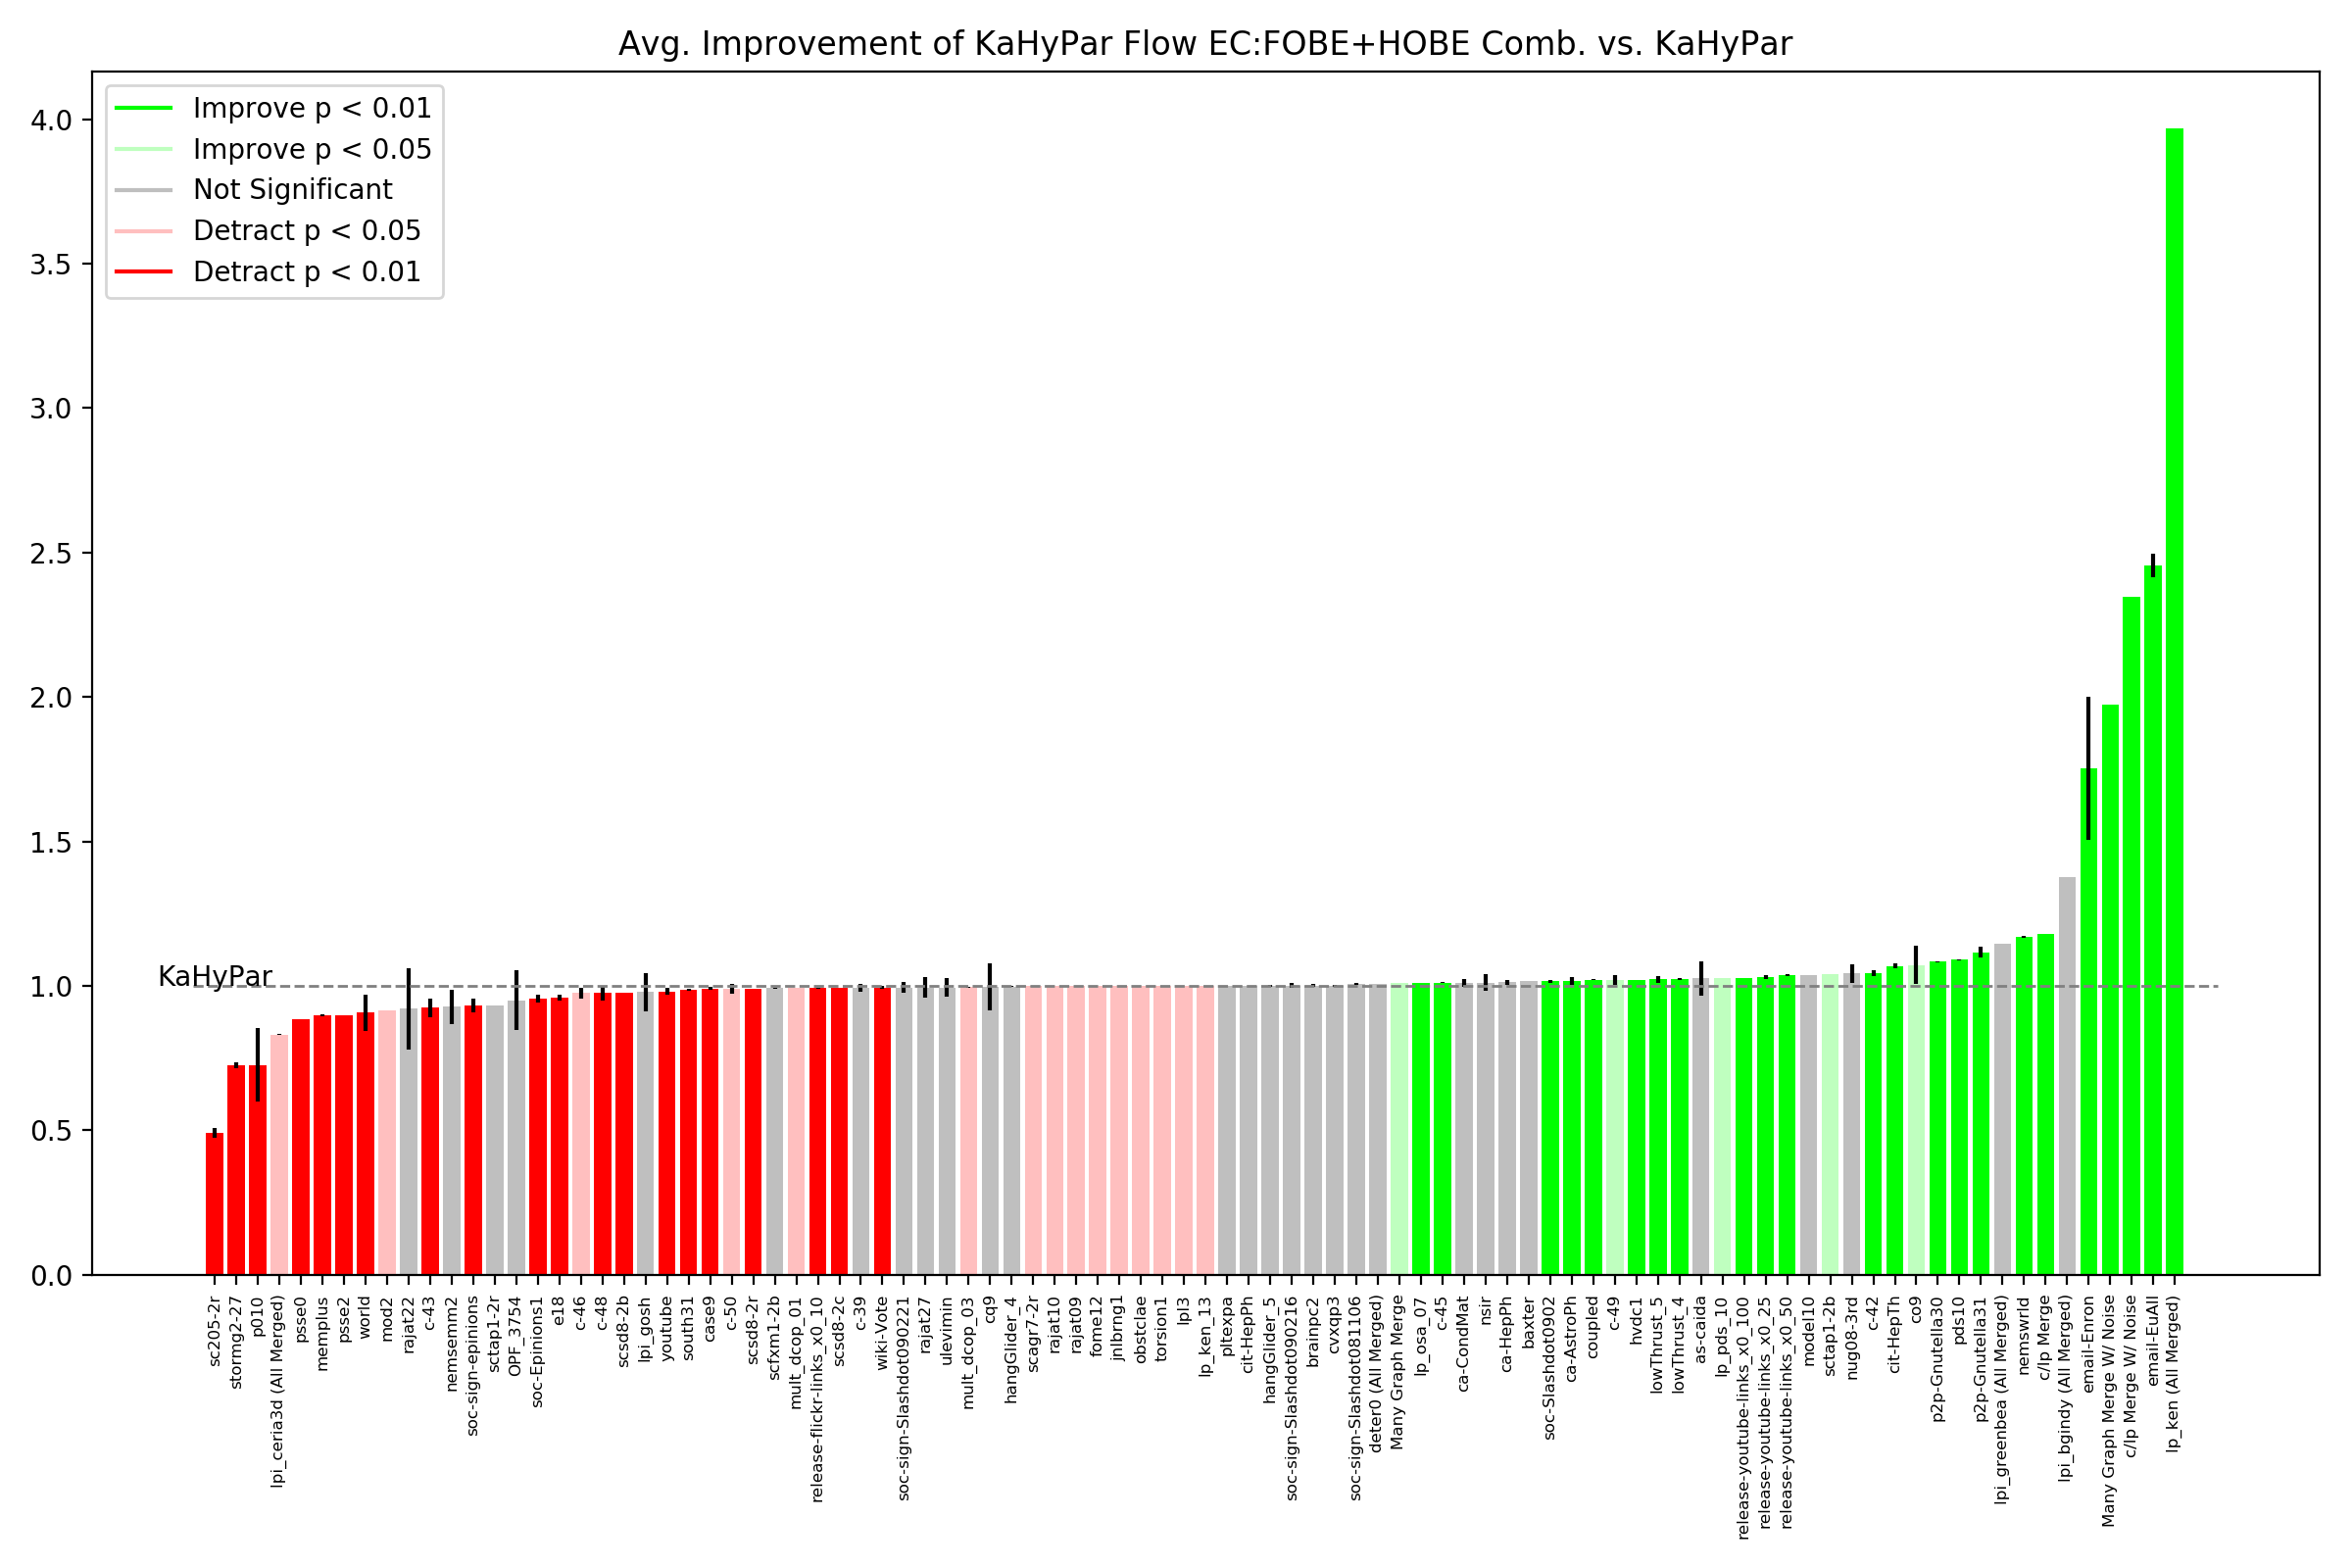 Avg. Improvement of KaHyPar Flow EC:FOBE+HOBE Comb. vs. KaHyPar
Improve p < 0.01
Improve p < 0.05
Not Significant
Detract p < 0.05
Detract p < 0.01
4.0
3.5
3.0
2.5
2.0
1.5
1.0
0.5
0.0
KaHyPar
sc205-2r
stormg2-27
p010
lpi_ceria3d (All Merged)
psse0
memplus
psse2
world
mod2
rajat22
c-43
nemsemm2
soc-sign-epinions
sctap1-2r
OPF_3754
soc-Epinions1
e18
c-46
c-48
scsd8-2b
lpi_gosh
youtube
south31
case9
c-50
scsd8-2r
scfxm1-2b
mult_dcop_01
release-flickr-links_x0_10
scsd8-2c
c-39
wiki-Vote
soc-sign-Slashdot090221
rajat27
ulevimin
mult_dcop_03
cq9
hangGlider_4
scagr7-2r
rajat10
rajat09
fome12
jnlbrng1
obstclae
torsion1
lpl3
lp_ken_13
pltexpa
cit-HepPh
hangGlider_5
soc-sign-Slashdot090216
brainpc2
cvxqp3
soc-sign-Slashdot081106
deter0 (All Merged)
Many Graph Merge
lp_osa_07
c-45
ca-CondMat
nsir
ca-HepPh
baxter
soc-Slashdot0902
ca-AstroPh
coupled
c-49
hvdc1
lowThrust_5
lowThrust_4
as-caida
lp_pds_10
release-youtube-links_x0_100
release-youtube-links_x0_25
release-youtube-links_x0_50
model10
sctap1-2b
nug08-3rd
c-42
cit-HepTh
co9
p2p-Gnutella30
pds10
p2p-Gnutella31
lpi_greenbea (All Merged)
nemswrld
c/lp Merge
lpi_bgindy (All Merged)
email-Enron
Many Graph Merge W/ Noise
c/lp Merge W/ Noise
email-EuAll
lp_ken (All Merged)